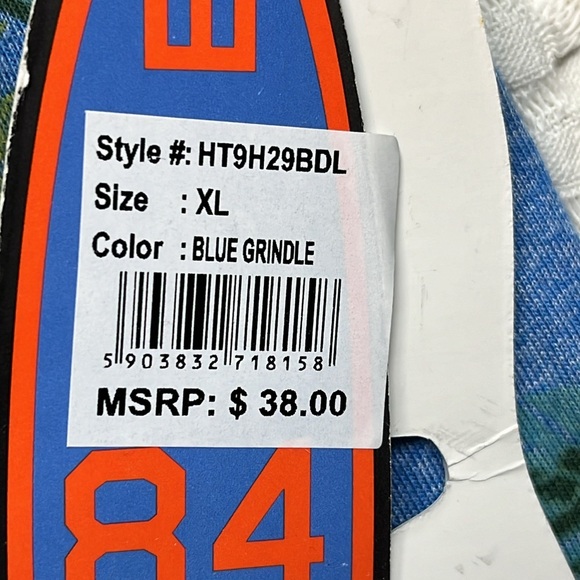 E
Style #: HT9H29BDL
Size : XL
Color : BLUE GRINDLE
5 903832 718158
MSRP: $ 38.00
84